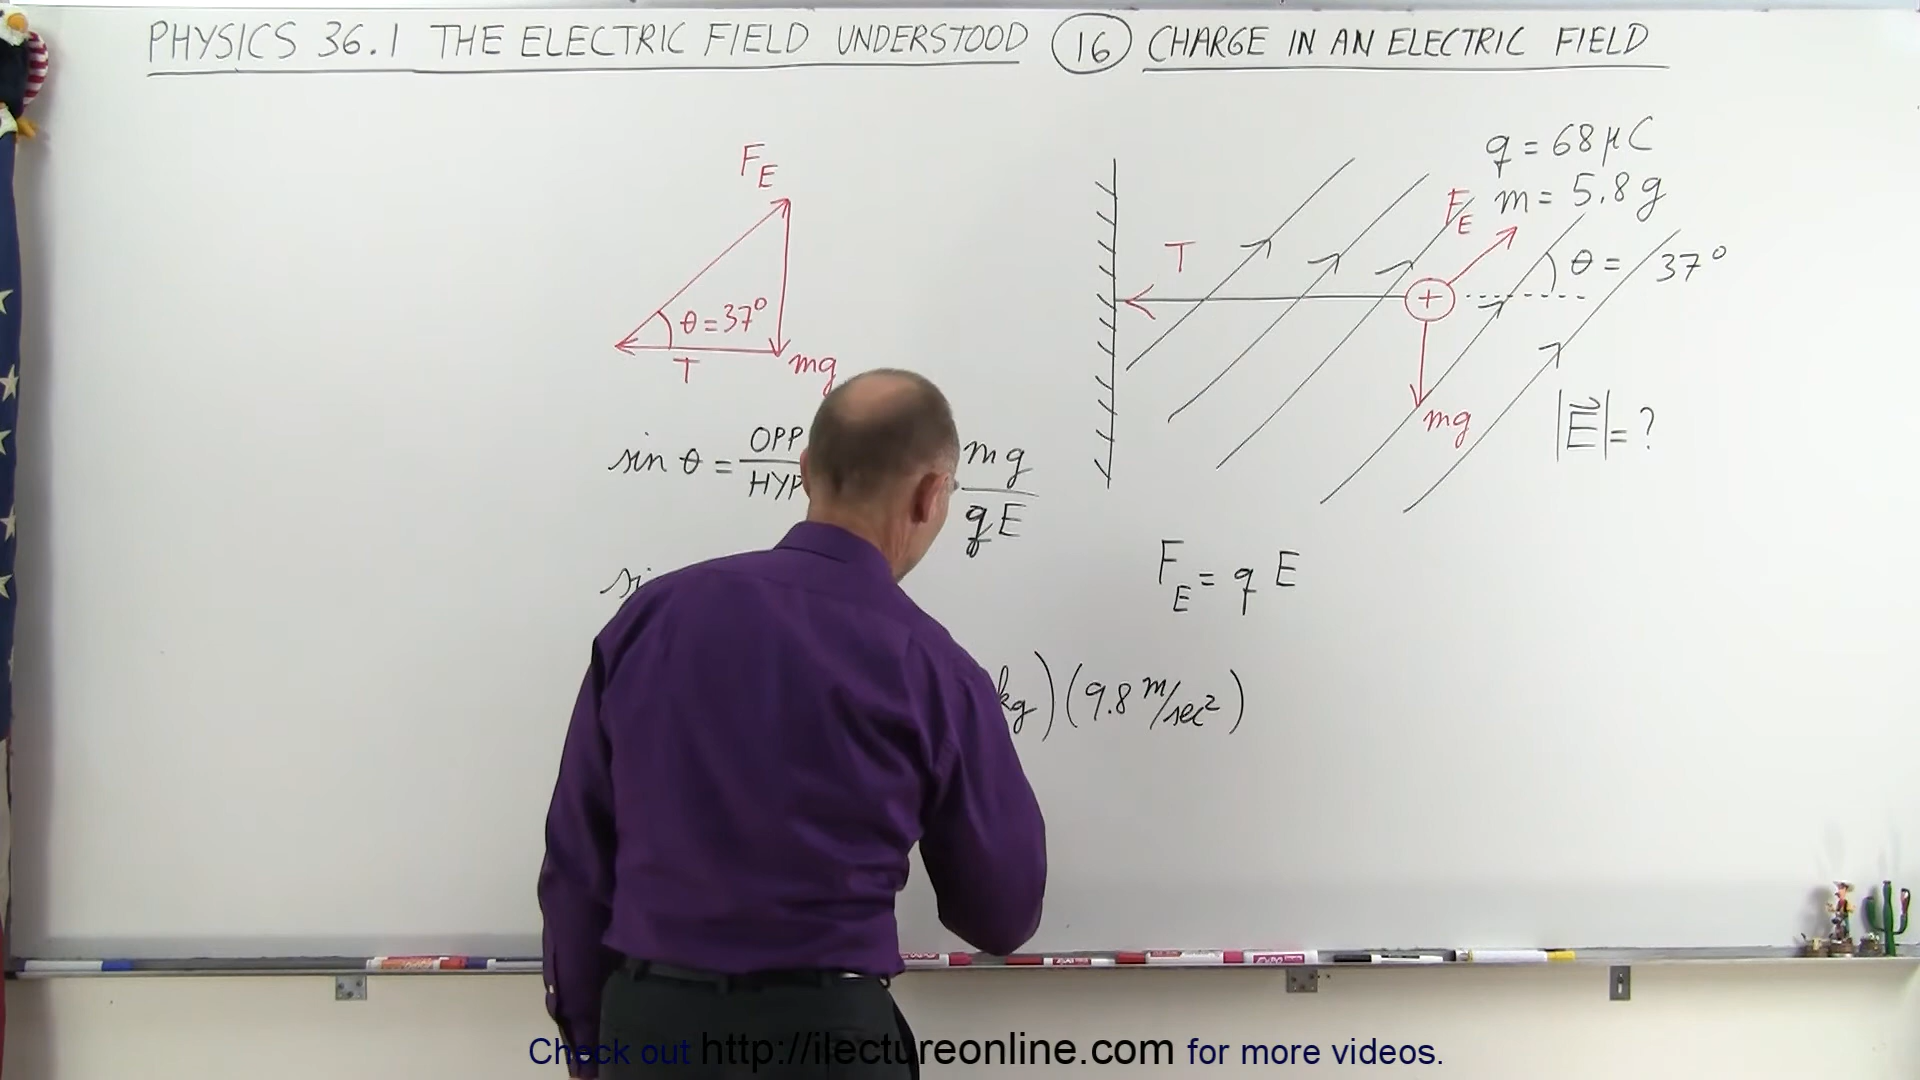 PHYSICS 36.1 THE ELECTRIC FIELD UNDERSTOOD 16 CHARGE IN AN ELECTRIC FIELD
q = 68 μC
m = 5.8 g
θ = 37°
F_E
T
+
mg
|E⃗| = ?
F_E
θ = 37°
T
mg
sin θ = OPP/HYP
mg/qE
F_E = q E
kg) (9.8 m/sec²)
Check out http://ilectureonline.com for more videos.